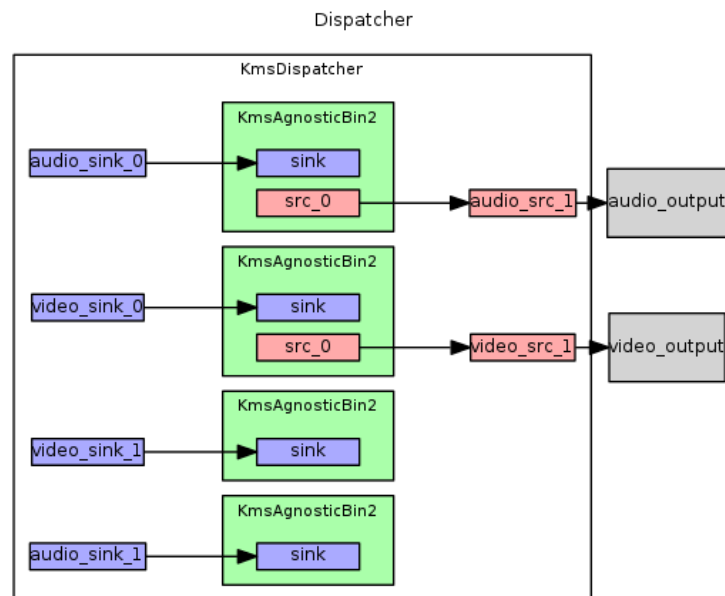 Dispatcher
KmsDispatcher
KmsAgnosticBin2
audio_sink_0
sink
src_0
audio_src_1
audio_output
KmsAgnosticBin2
video_sink_0
sink
src_0
video_src_1
video_output
KmsAgnosticBin2
video_sink_1
sink
KmsAgnosticBin2
audio_sink_1
sink